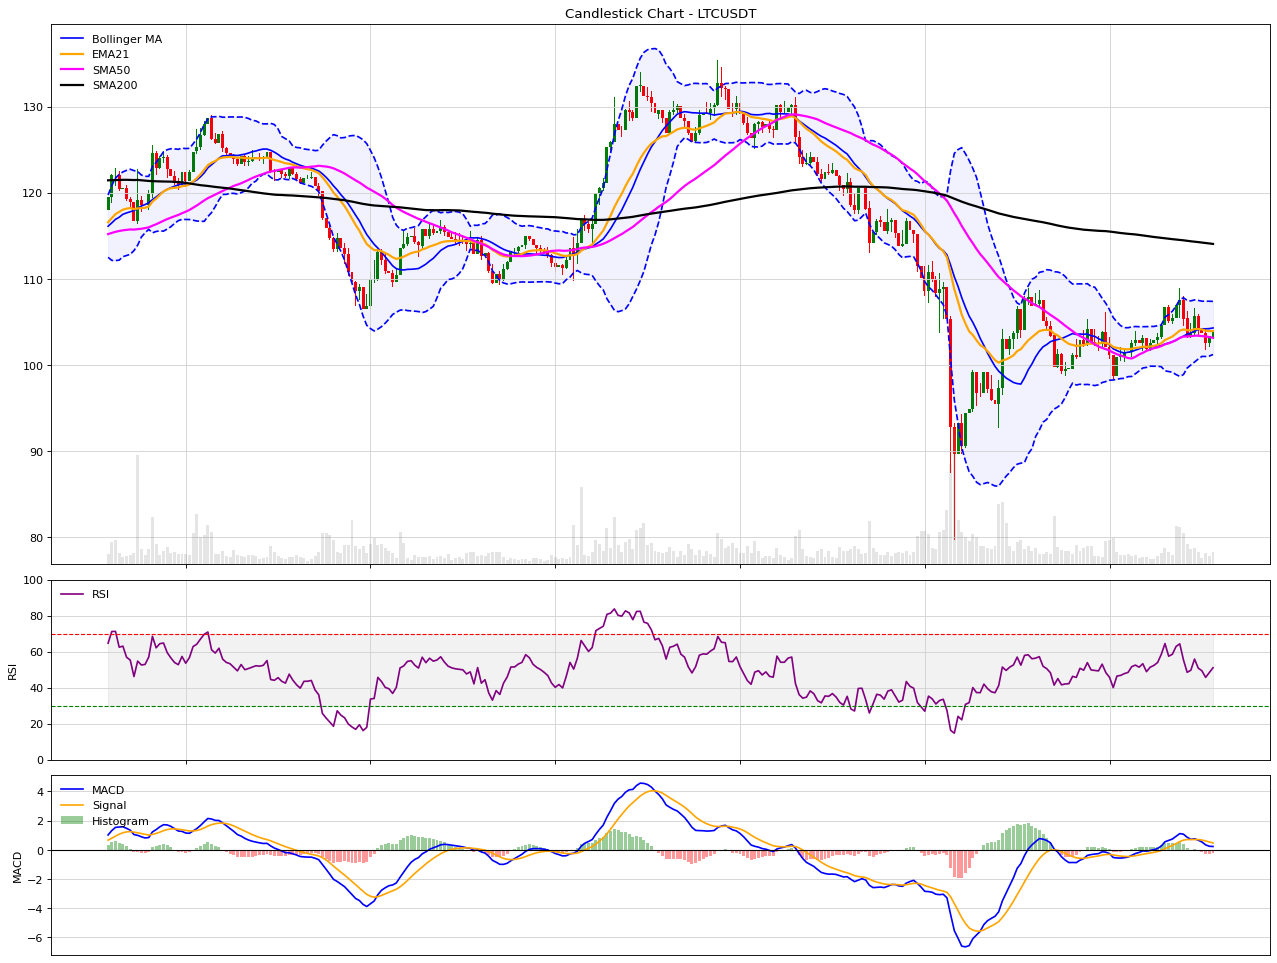 Candlestick Chart - LTCUSDT
Bollinger MA
EMA21
SMA50
SMA200
130
120
110
100
90
80
100
80
60
40
20
0
RSI
RSI
4
2
0
−2
−4
−6
MACD
MACD
Signal
Histogram